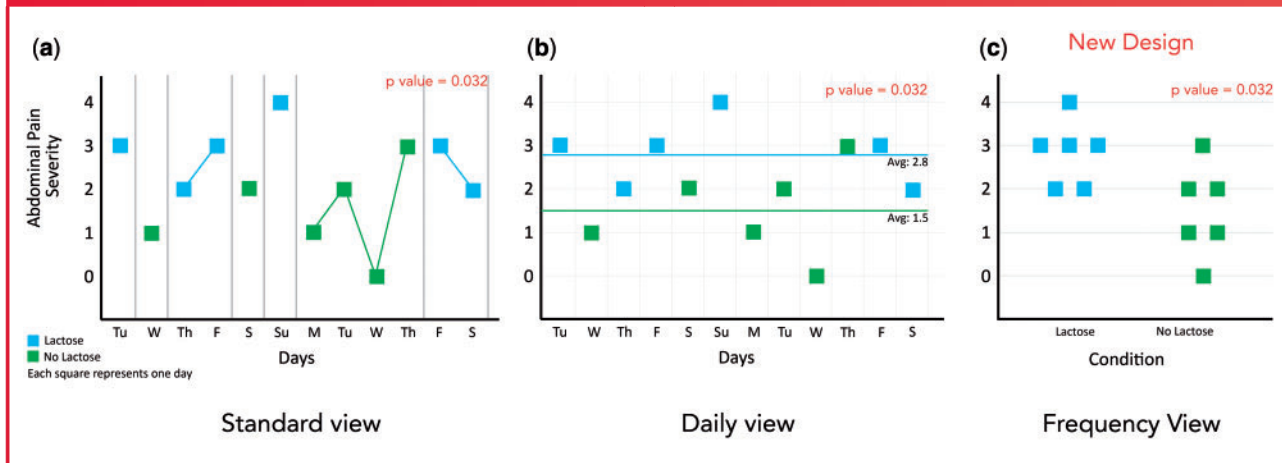 (a)
p value = 0.032
Abdominal Pain
Severity
4
3
2
1
0
Tu W Th F S Su M Tu W Th F S
Days
Lactose
No Lactose
Each square represents one day
Standard view
(b)
p value = 0.032
4
3
2
1
0
Avg: 2.8
Avg: 1.5
Tu W Th F S Su M Tu W Th F S
Days
Daily view
(c)
New Design
p value = 0.032
4
3
2
1
0
Lactose No Lactose
Condition
Frequency View